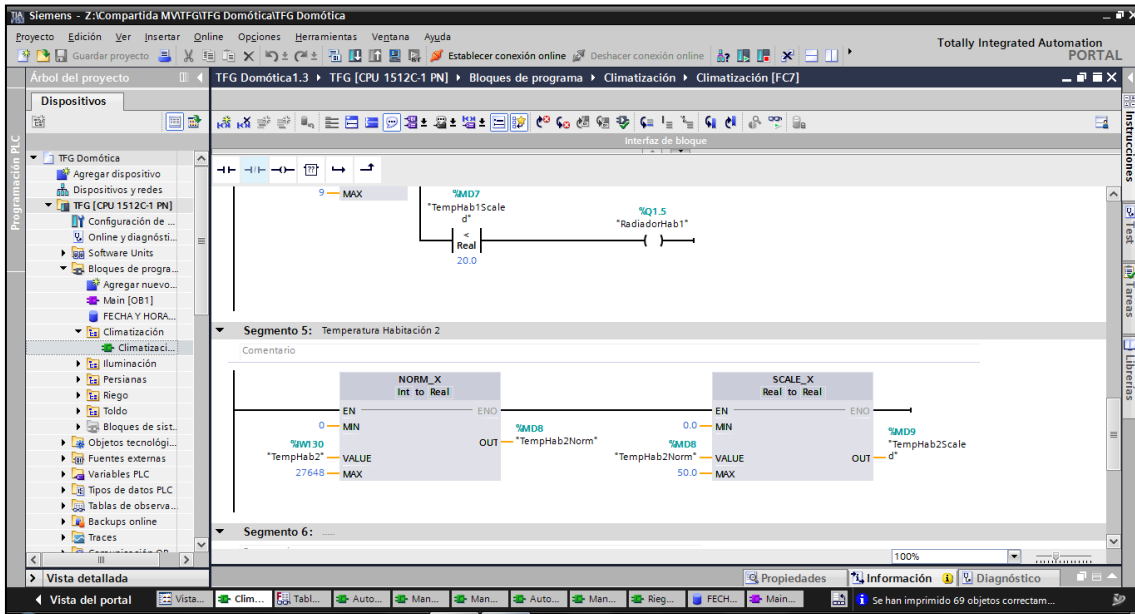 Siemens - Z:\Compartida MV\TFG\TFG Domótica\TFG Domótica
Proyecto Edición Ver Insertar Online Opciones Herramientas Ventana Ayuda
Totally Integrated Automation
PORTAL
Guardar proyecto
Establecer conexión online
Deshacer conexión online
Árbol del proyecto
TFG Domótica1.3 TFG [CPU 1512C-1 PN] Bloques de programa Climatización Climatización [FC7]
Dispositivos
Interfaz de bloque
Programación PLC
TFG Domótica
Agregar dispositivo
Dispositivos y redes
TFG [CPU 1512C-1 PN]
Configuración de ...
Online y diagnósti...
Software Units
Bloques de progra...
Agregar nuevo...
Main [OB1]
FECHA Y HORA...
Climatización
Climatizaci...
Iluminación
Persianas
Riego
Toldo
Bloques de sist...
Objetos tecnológi...
Fuentes externas
Variables PLC
Tipos de datos PLC
Tablas de observa...
Backups online
Traces
Vista detallada
9 MAX
%MD7
"TempHab1Scale
d"
<
Real
20.0
%Q1.5
"RadiadorHab1"
Segmento 5: Temperatura Habitación 2
Comentario
NORM_X
Int to Real
EN ENO
0 MIN
%IW130
"TempHab2" VALUE
27648 MAX
OUT
%MD8
"TempHab2Norm"
SCALE_X
Real to Real
EN ENO
0.0 MIN
%MD8
"TempHab2Norm" VALUE
50.0 MAX
OUT
%MD9
"TempHab2Scale
d"
Segmento 6: .....
100%
Instrucciones
Test
Tareas
Librerías
Propiedades
Información
Diagnóstico
Vista del portal
Vista...
Clim...
Tabl...
Auto...
Man...
Man...
Auto...
Man...
Rieg...
FECH...
Main...
Se han imprimido 69 objetos correctam...